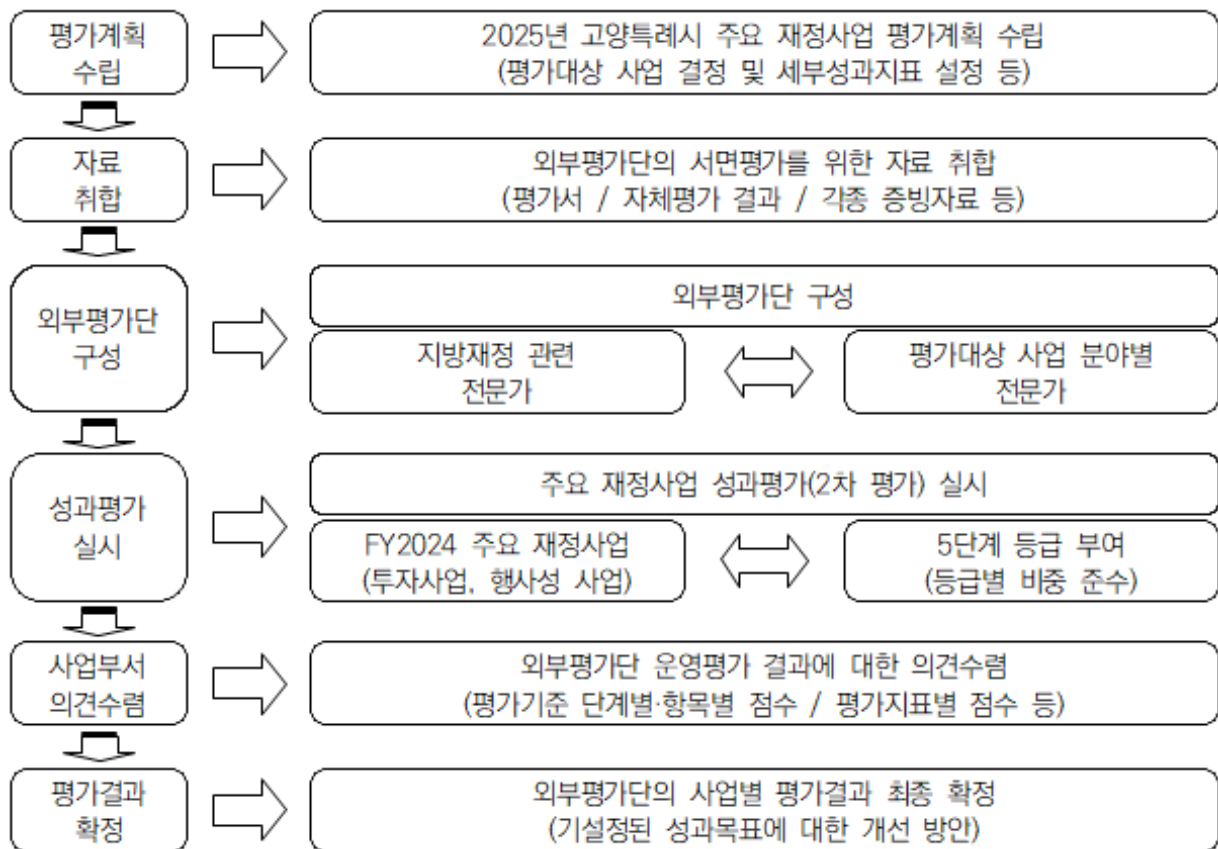 평가계획
수립
2025년 고양특례시 주요 재정사업 평가계획 수립
(평가대상 사업 결정 및 세부성과지표 설정 등)
자료
취합
외부평가단의 서면평가를 위한 자료 취합
(평가서 / 자체평가 결과 / 각종 증빙자료 등)
외부평가단
구성
외부평가단 구성
지방재정 관련
전문가
평가대상 사업 분야별
전문가
성과평가
실시
주요 재정사업 성과평가(2차 평가) 실시
FY2024 주요 재정사업
(투자사업, 행사성 사업)
5단계 등급 부여
(등급별 비중 준수)
사업부서
의견수렴
외부평가단 운영평가 결과에 대한 의견수렴
(평가기준 단계별·항목별 점수 / 평가지표별 점수 등)
평가결과
확정
외부평가단의 사업별 평가결과 최종 확정
(기설정된 성과목표에 대한 개선 방안)